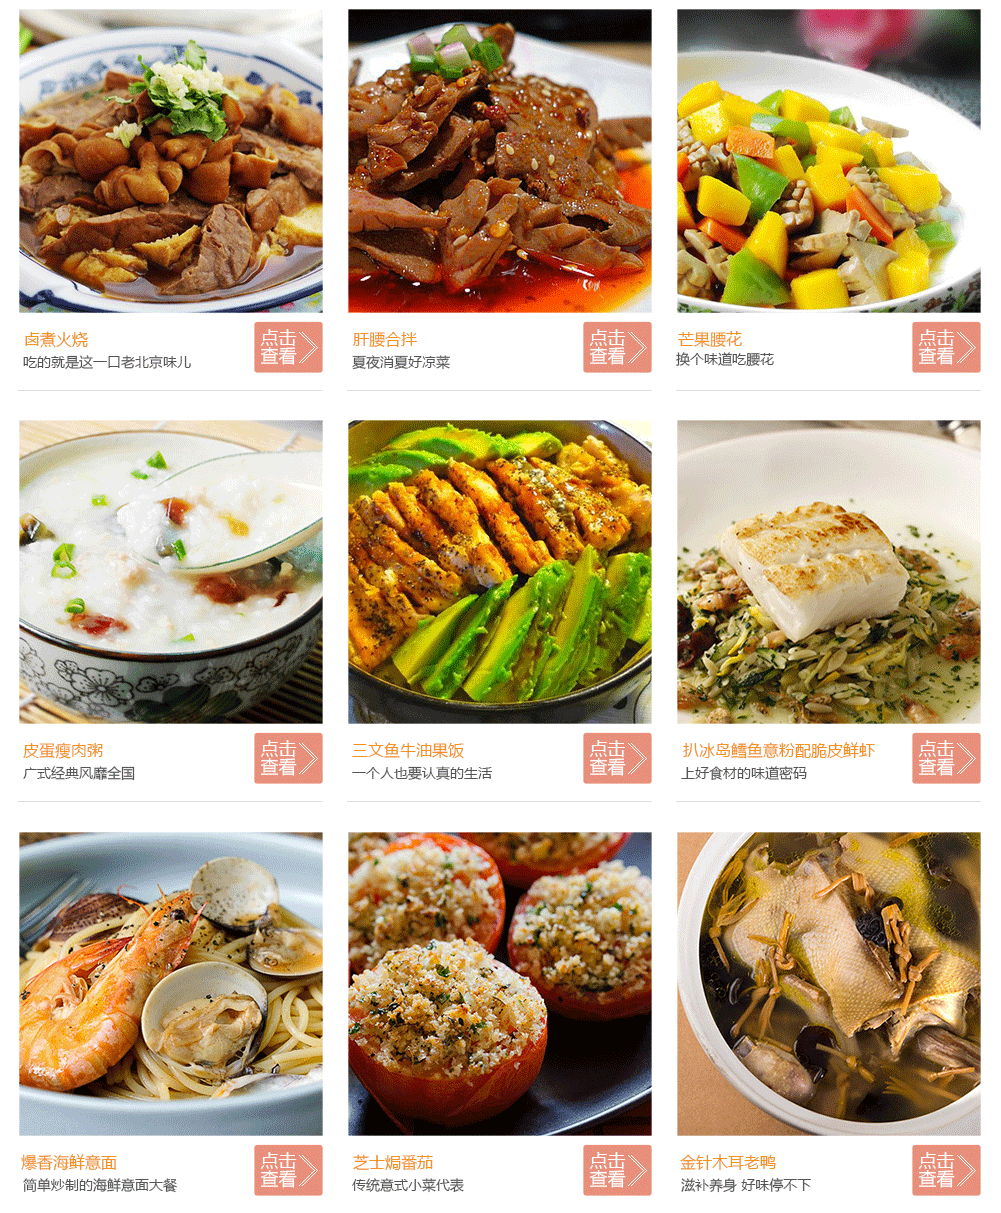 卤煮火烧
吃的就是这一口老北京味儿
点击
查看
肝腰合拌
夏夜消夏好凉菜
点击
查看
芒果腰花
换个味道吃腰花
点击
查看
皮蛋瘦肉粥
广式经典风靡全国
点击
查看
三文鱼牛油果饭
一个人也要认真的生活
点击
查看
扒冰岛鳕鱼意粉配脆皮鲜虾
上好食材的味道密码
点击
查看
爆香海鲜意面
简单炒制的海鲜意面大餐
点击
查看
芝士焗番茄
传统意式小菜代表
点击
查看
金针木耳老鸭
滋补养身 好味停不下
点击
查看